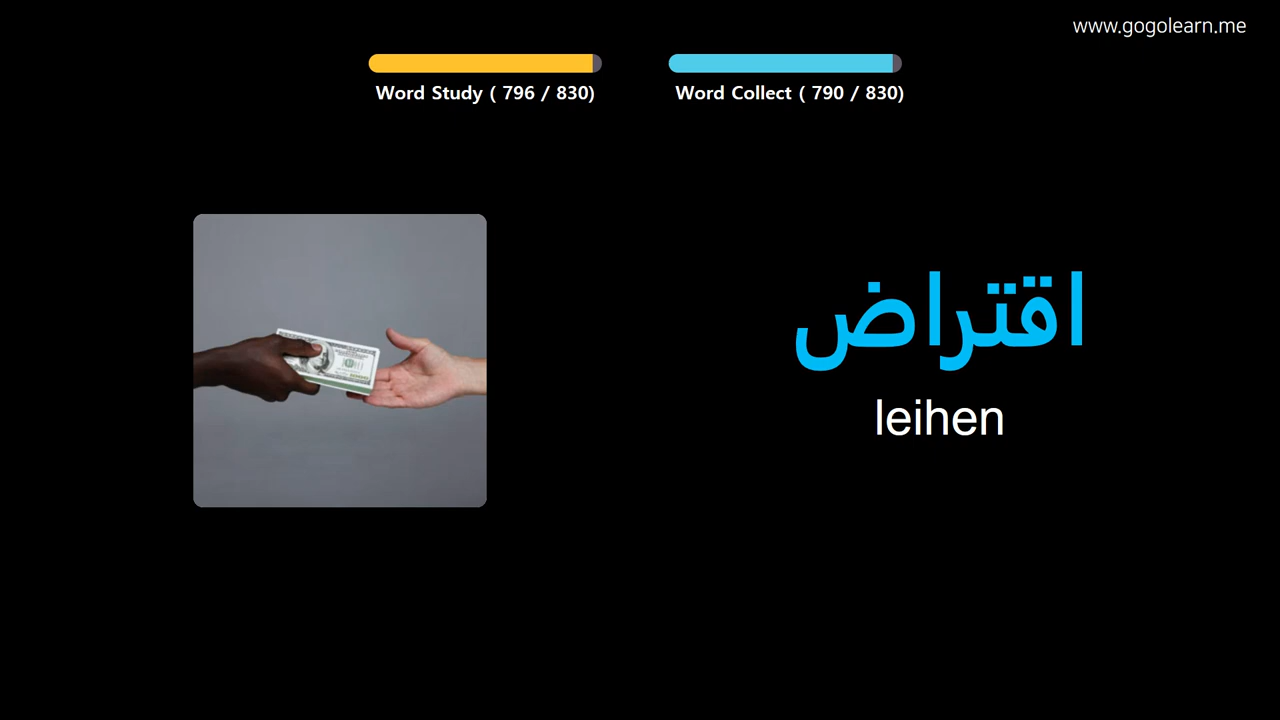 www.gogolearn.me
Word Study ( 796 / 830)
Word Collect ( 790 / 830)
اقتراض
leihen